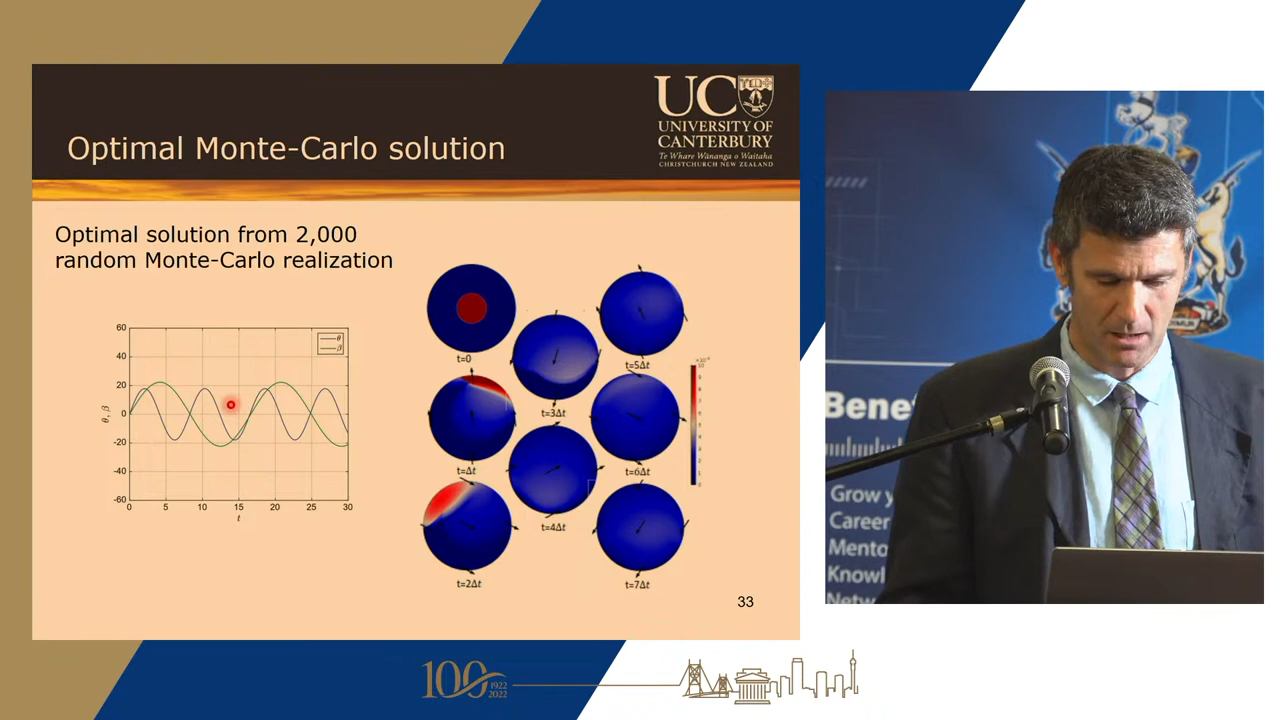 Optimal Monte-Carlo solution
UC
UNIVERSITY OF
CANTERBURY
Te Whare Wānanga o Waitaha
CHRISTCHURCH NEW ZEALAND
Optimal solution from 2,000
random Monte-Carlo realization
60
40
20
0
-20
-40
-60
θ, β
θ
β
0 5 10 15 20 25 30
t
t=0
t=Δt
t=2Δt
t=3Δt
t=4Δt
t=5Δt
t=6Δt
t=7Δt
33
Bene
Grow y
Career
Mento
Knowl
Netw
100
1922
2022